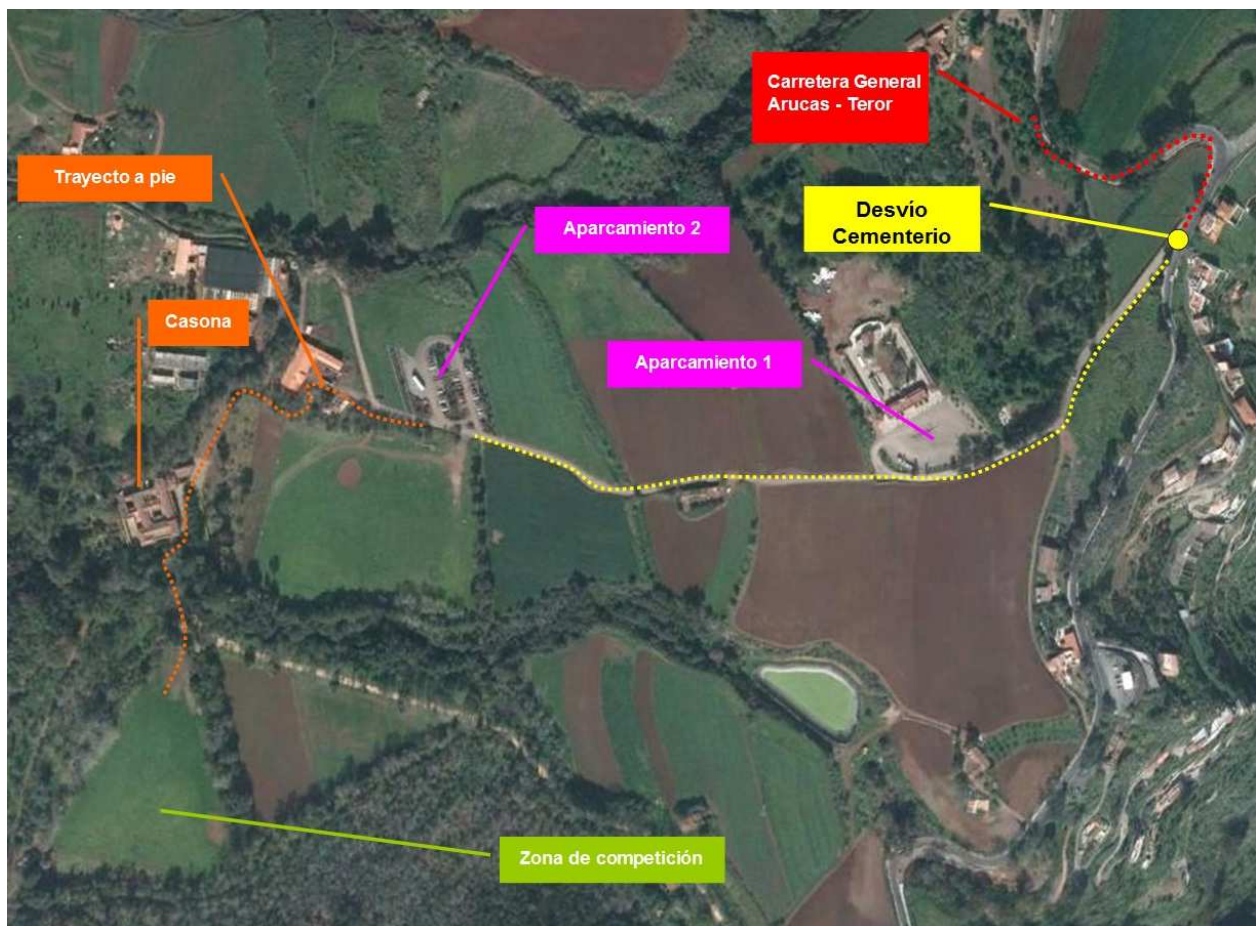 Carretera General
Arucas - Teror
Trayecto a pie
Desvío
Cementerio
Aparcamiento 2
Casona
Aparcamiento 1
Zona de competición